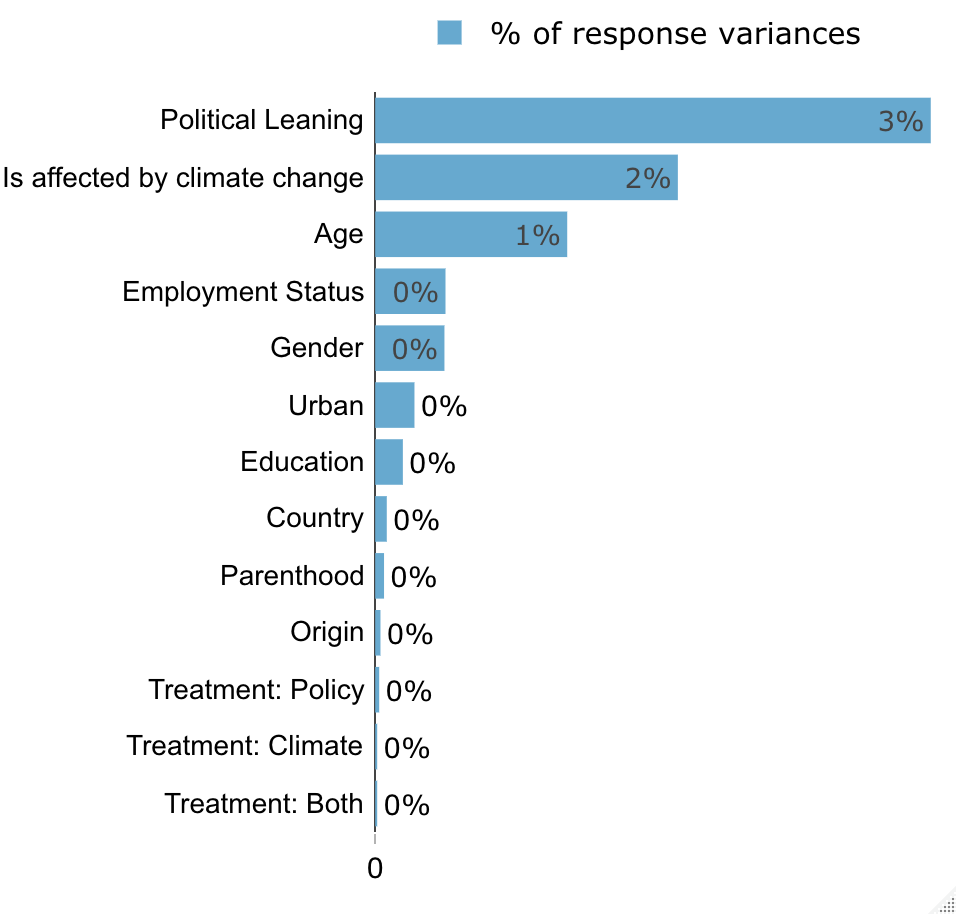 % of response variances
Political Leaning 3%
Is affected by climate change 2%
Age 1%
Employment Status 0%
Gender 0%
Urban 0%
Education 0%
Country 0%
Parenthood 0%
Origin 0%
Treatment: Policy 0%
Treatment: Climate 0%
Treatment: Both 0%
0